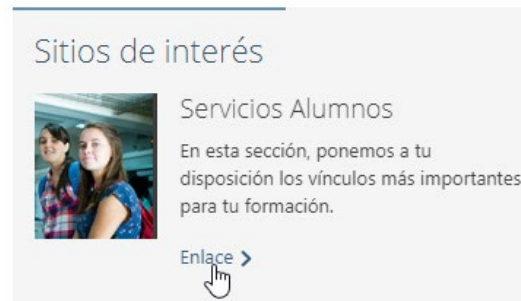 Sitios de interés
Servicios Alumnos
En esta sección, ponemos a tu
disposición los vínculos más importantes
para tu formación.
Enlace